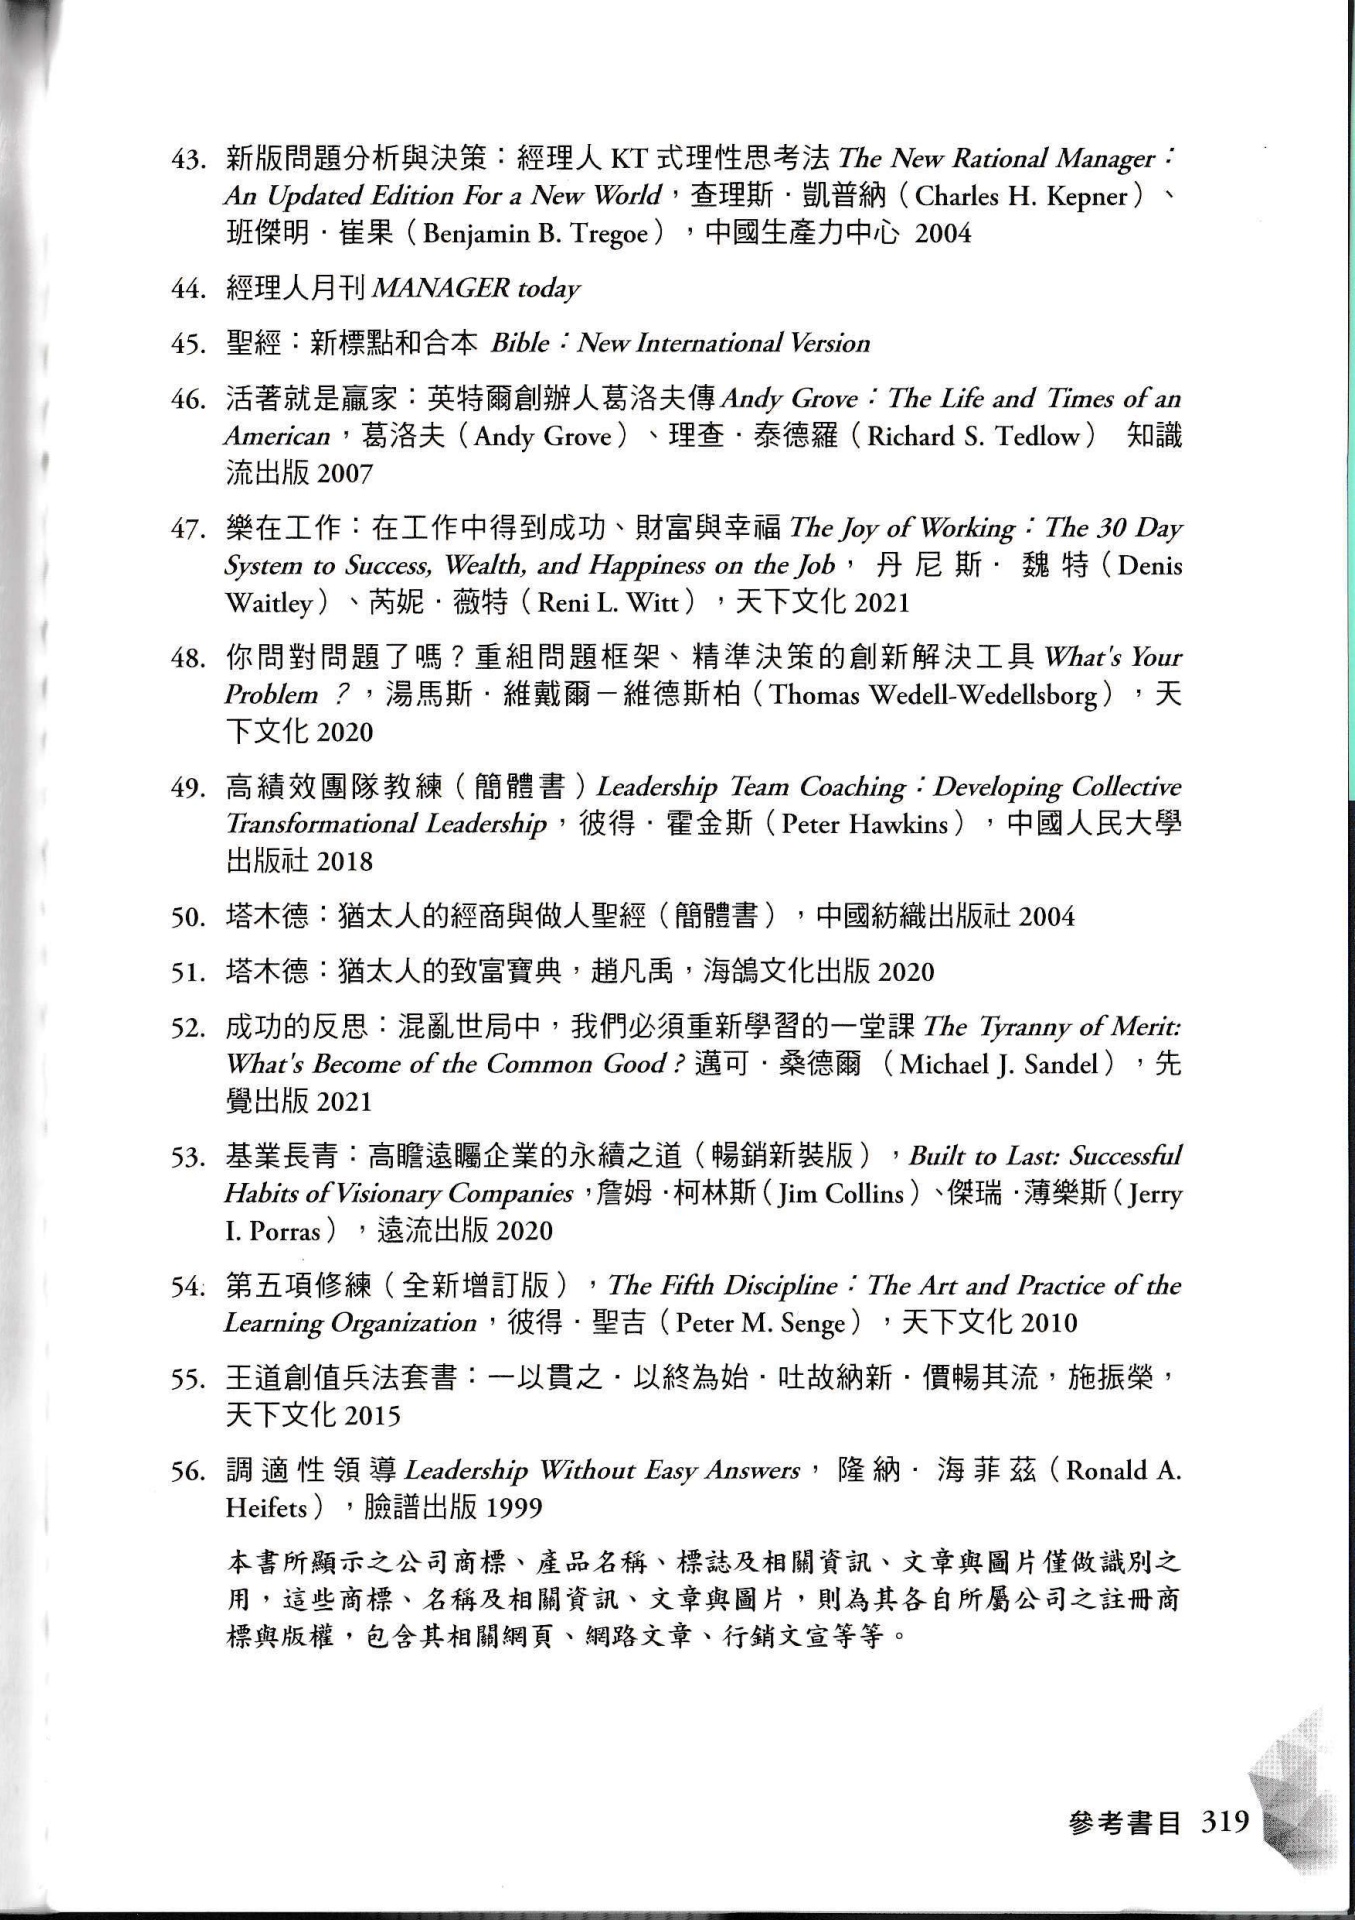 43. 新版問題分析與決策：經理人 KT 式理性思考法 The New Rational Manager：
An Updated Edition For a New World，查理斯．凱普納（Charles H. Kepner）、
班傑明．崔果（Benjamin B. Tregoe），中國生產力中心 2004
44. 經理人月刊 MANAGER today
45. 聖經：新標點和合本 Bible：New International Version
46. 活著就是贏家：英特爾創辦人葛洛夫傳 Andy Grove：The Life and Times of an
American，葛洛夫（Andy Grove）、理查．泰德羅（Richard S. Tedlow） 知識
流出版 2007
47. 樂在工作：在工作中得到成功、財富與幸福 The Joy of Working：The 30 Day
System to Success, Wealth, and Happiness on the Job，丹尼斯．魏特（Denis
Waitley）、芮妮．薇特（Reni L. Witt），天下文化 2021
48. 你問對問題了嗎？重組問題框架、精準決策的創新解決工具 What's Your
Problem ？，湯馬斯．維戴爾－維德斯柏（Thomas Wedell-Wedellsborg），天
下文化 2020
49. 高績效團隊教練（簡體書）Leadership Team Coaching：Developing Collective
Transformational Leadership，彼得．霍金斯（Peter Hawkins），中國人民大學
出版社 2018
50. 塔木德：猶太人的經商與做人聖經（簡體書），中國紡織出版社 2004
51. 塔木德：猶太人的致富寶典，趙凡禹，海鴿文化出版 2020
52. 成功的反思：混亂世局中，我們必須重新學習的一堂課 The Tyranny of Merit:
What's Become of the Common Good？邁可．桑德爾 （Michael J. Sandel），先
覺出版 2021
53. 基業長青：高瞻遠矚企業的永續之道（暢銷新裝版），Built to Last: Successful
Habits of Visionary Companies，詹姆．柯林斯（Jim Collins）、傑瑞．薄樂斯（Jerry
I. Porras），遠流出版 2020
54. 第五項修練（全新增訂版），The Fifth Discipline：The Art and Practice of the
Learning Organization，彼得．聖吉（Peter M. Senge），天下文化 2010
55. 王道創值兵法套書：一以貫之．以終為始．吐故納新．價暢其流，施振榮，
天下文化 2015
56. 調適性領導 Leadership Without Easy Answers，隆納．海菲茲（Ronald A.
Heifets），臉譜出版 1999
本書所顯示之公司商標、產品名稱、標誌及相關資訊、文章與圖片僅做識別之
用，這些商標、名稱及相關資訊、文章與圖片，則為其各自所屬公司之註冊商
標與版權，包含其相關網頁、網路文章、行銷文宣等等。
參考書目 319